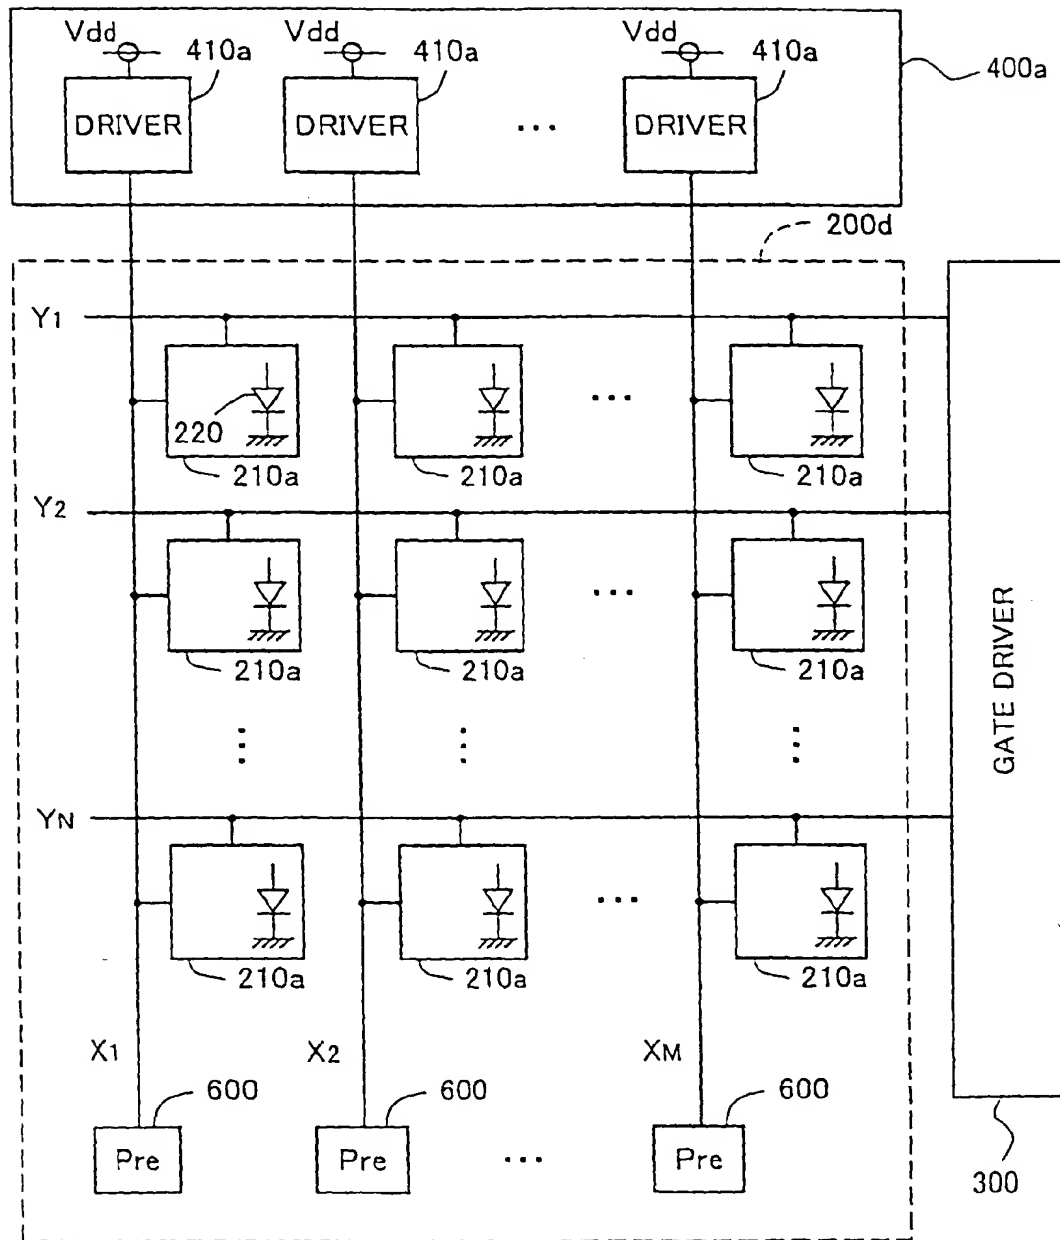 Vdd Vdd Vdd
410a 410a 410a
400a
DRIVER DRIVER ... DRIVER
200d
Y1
220
...
210a 210a 210a
Y2
...
210a 210a 210a
GATE DRIVER
YN
...
210a 210a 210a
X1 X2 XM
600 600 600
Pre Pre ... Pre
300